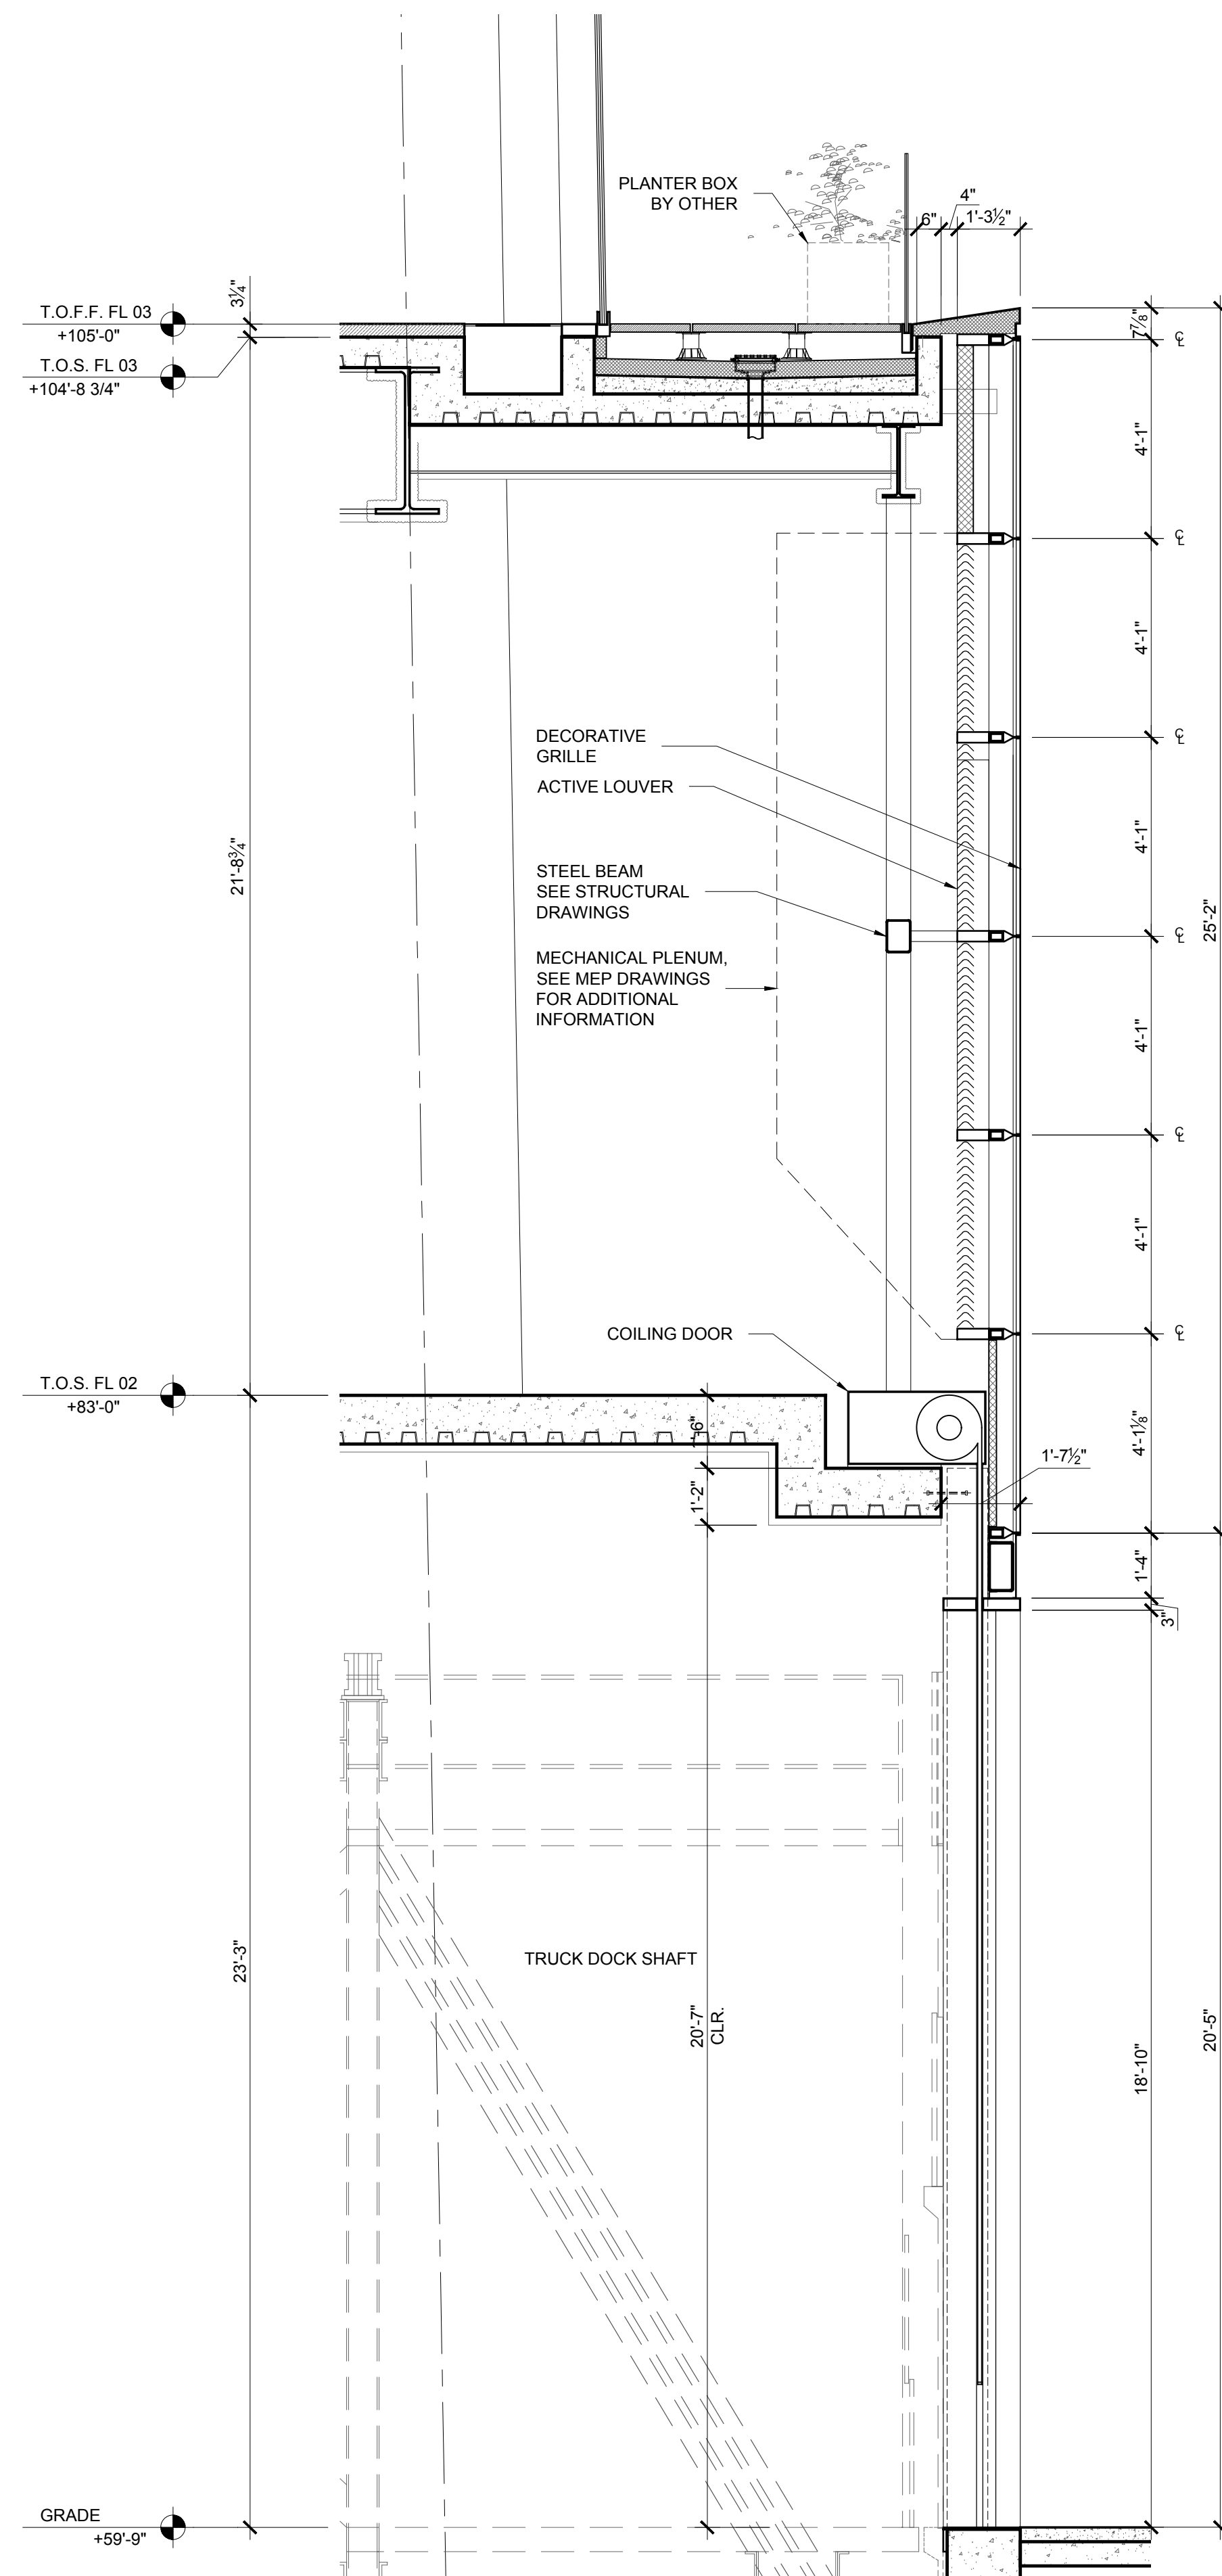 PLANTER BOX
BY OTHER
4"
6"
1'-3½"
3¼"
T.O.F.F. FL 03
+105'-0"
T.O.S. FL 03
+104'-8 3/4"
7⅞"
℄
4'-1"
℄
4'-1"
DECORATIVE
GRILLE
ACTIVE LOUVER
℄
4'-1"
21'-8¾"
STEEL BEAM
SEE STRUCTURAL
DRAWINGS
25'-2"
℄
MECHANICAL PLENUM,
SEE MEP DRAWINGS
FOR ADDITIONAL
INFORMATION
4'-1"
℄
4'-1"
COILING DOOR
℄
T.O.S. FL 02
+83'-0"
1'-6"
4'-1⅛"
1'-7½"
1'-2"
1'-4"
3"
TRUCK DOCK SHAFT
23'-3"
20'-7"
CLR.
18'-10"
20'-5"
GRADE
+59'-9"